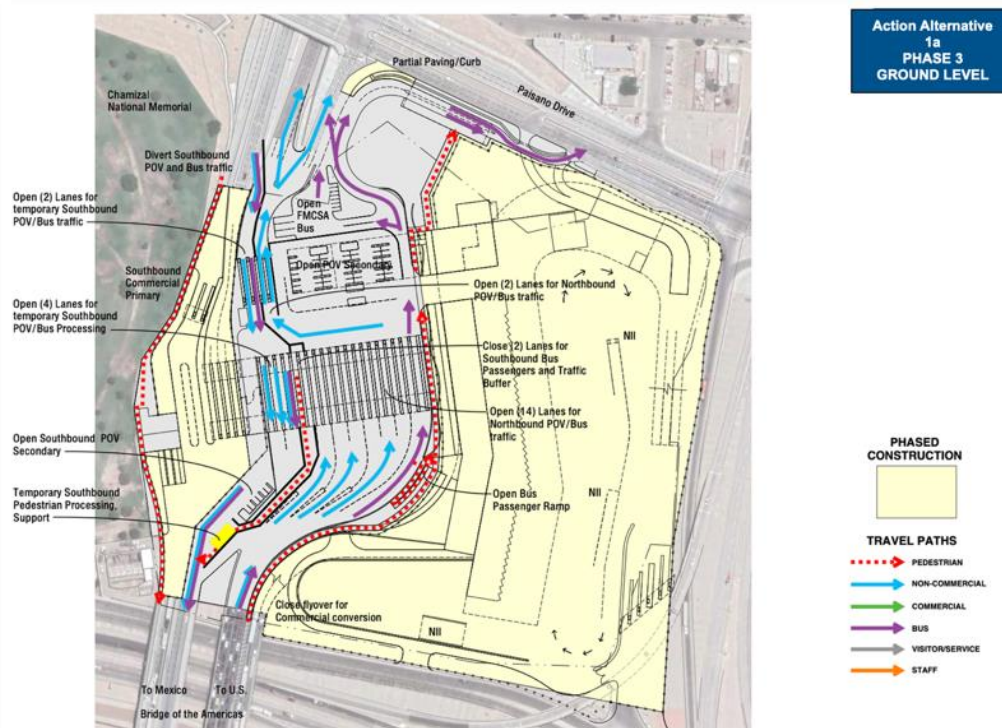 Action Alternative
1a
PHASE 3
GROUND LEVEL
Partial Paving/Curb
Chamizal
National Memorial
Paisano Drive
Divert Southbound
POV and Bus traffic
Open (2) Lanes for
temporary Southbound
POV/Bus traffic
Open
FMCSA
Bus
Open POV Secondary
Southbound
Commercial
Primary
Open (2) Lanes for Northbound
POV/Bus traffic
Open (4) Lanes for
temporary Southbound
POV/Bus Processing
Close (2) Lanes for
Southbound Bus
Passengers and Traffic
Buffer
NII
Open (14) Lanes for
Northbound POV/Bus
traffic
Open Southbound POV
Secondary
Temporary Southbound
Pedestrian Processing,
Support
Open Bus
Passenger Ramp
NII
Close flyover for
Commercial conversion
NII
To Mexico
To U.S.
Bridge of the Americas
PHASED
CONSTRUCTION
TRAVEL PATHS
PEDESTRIAN
NON-COMMERCIAL
COMMERCIAL
BUS
VISITOR/SERVICE
STAFF